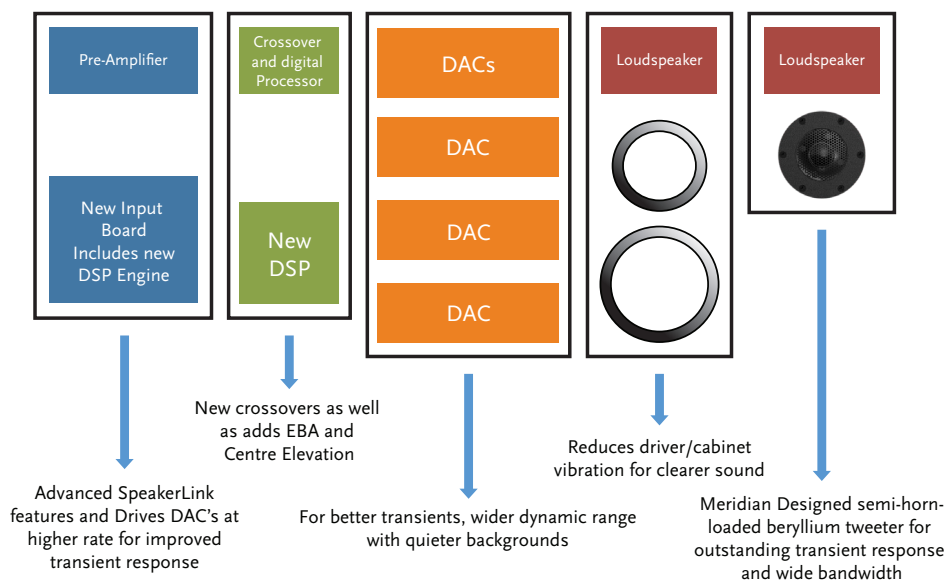 Pre-Amplifier
New Input
Board
Includes new
DSP Engine
Advanced SpeakerLink
features and Drives DAC's at
higher rate for improved
transient response
Crossover
and digital
Processor
New
DSP
New crossovers as well
as adds EBA and
Centre Elevation
DACs
DAC
DAC
DAC
For better transients, wider dynamic range
with quieter backgrounds
Loudspeaker
Reduces driver/cabinet
vibration for clearer sound
Loudspeaker
Meridian Designed semi-horn-
loaded beryllium tweeter for
outstanding transient response
and wide bandwidth